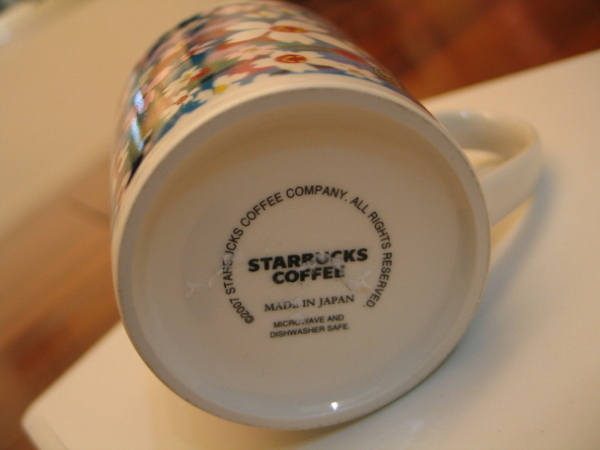 ©2007 STARBUCKS COFFEE COMPANY. ALL RIGHTS RESERVED.
STARBUCKS
COFFEE
MADE IN JAPAN
MICROWAVE AND
DISHWASHER SAFE.